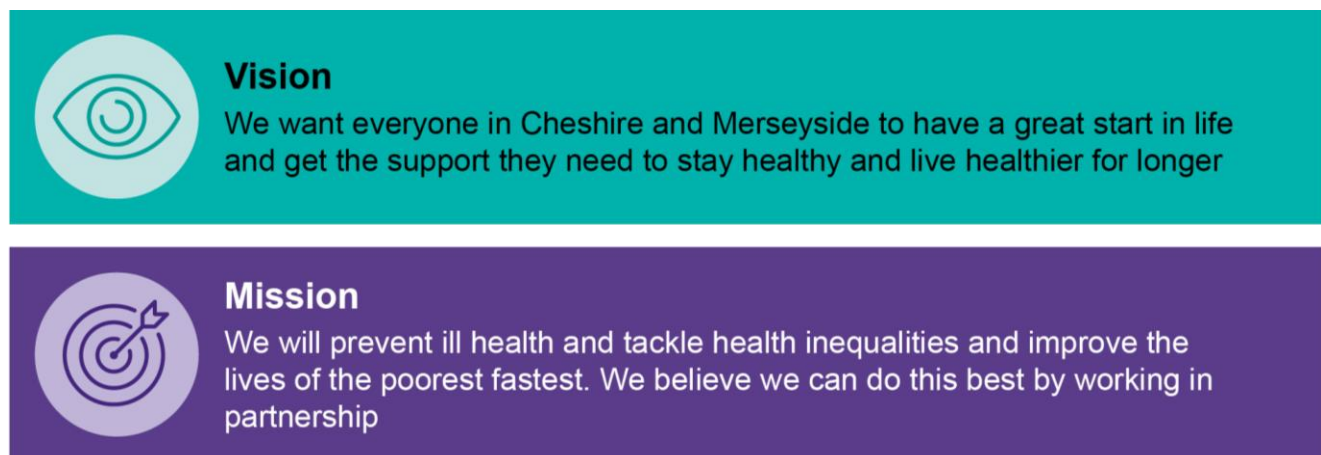 Vision
We want everyone in Cheshire and Merseyside to have a great start in life
and get the support they need to stay healthy and live healthier for longer
Mission
We will prevent ill health and tackle health inequalities and improve the
lives of the poorest fastest. We believe we can do this best by working in
partnership